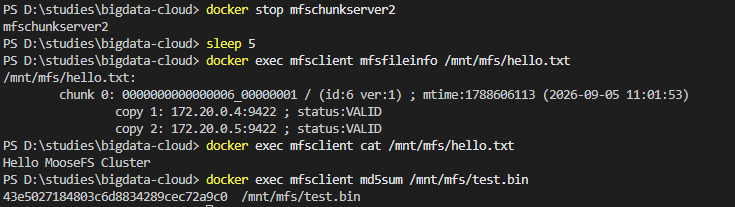 PS D:\studies\bigdata-cloud> docker stop mfschunkserver2
mfschunkserver2
PS D:\studies\bigdata-cloud> sleep 5
PS D:\studies\bigdata-cloud> docker exec mfsclient mfsfileinfo /mnt/mfs/hello.txt
/mnt/mfs/hello.txt:
        chunk 0: 0000000000000006_00000001 / (id:6 ver:1) ; mtime:1788606113 (2026-09-05 11:01:53)
                copy 1: 172.20.0.4:9422 ; status:VALID
                copy 2: 172.20.0.5:9422 ; status:VALID
PS D:\studies\bigdata-cloud> docker exec mfsclient cat /mnt/mfs/hello.txt
Hello MooseFS Cluster
PS D:\studies\bigdata-cloud> docker exec mfsclient md5sum /mnt/mfs/test.bin
43e5027184803c6d8834289cec72a9c0  /mnt/mfs/test.bin